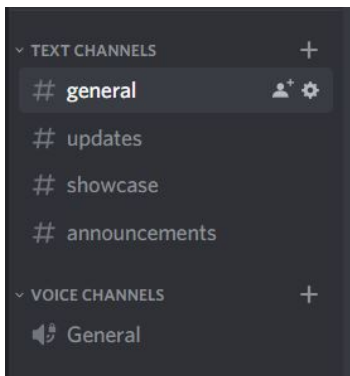 TEXT CHANNELS
# general
# updates
# showcase
# announcements
VOICE CHANNELS
General